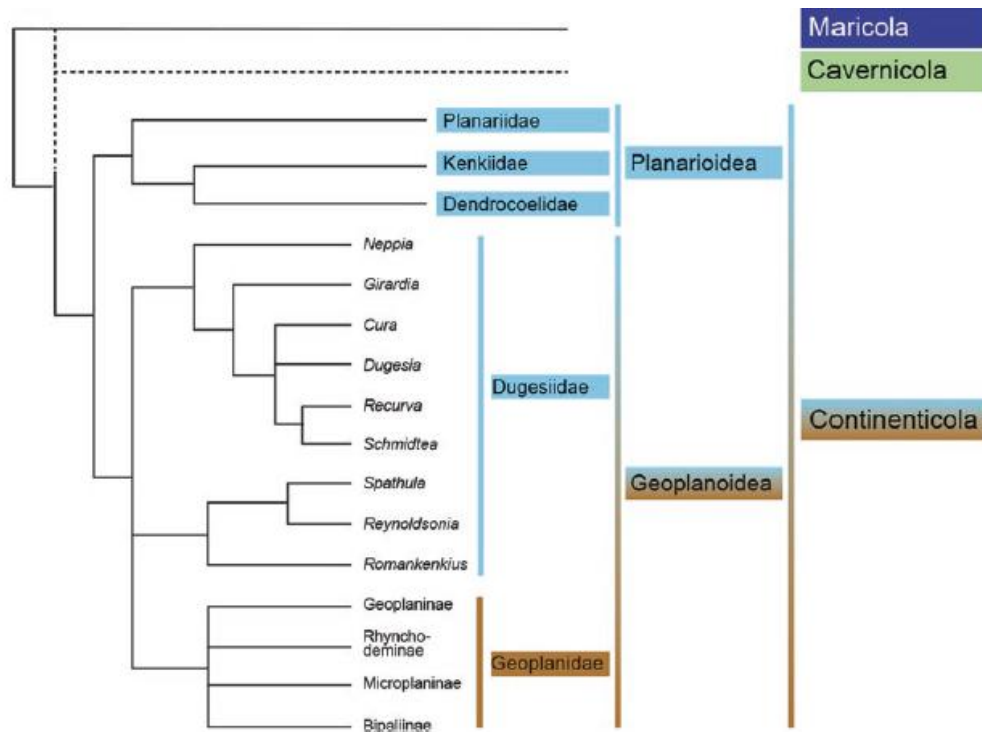 Maricola
Cavernicola
Planariidae
Kenkiidae
Planarioidea
Dendrocoelidae
Neppia
Girardia
Cura
Dugesia
Dugesiidae
Recurva
Schmidtea
Continenticola
Spathula
Geoplanoidea
Reynoldsonia
Romankenkius
Geoplaninae
Rhyncho-
deminae
Geoplanidae
Microplaninae
Bipaliinae